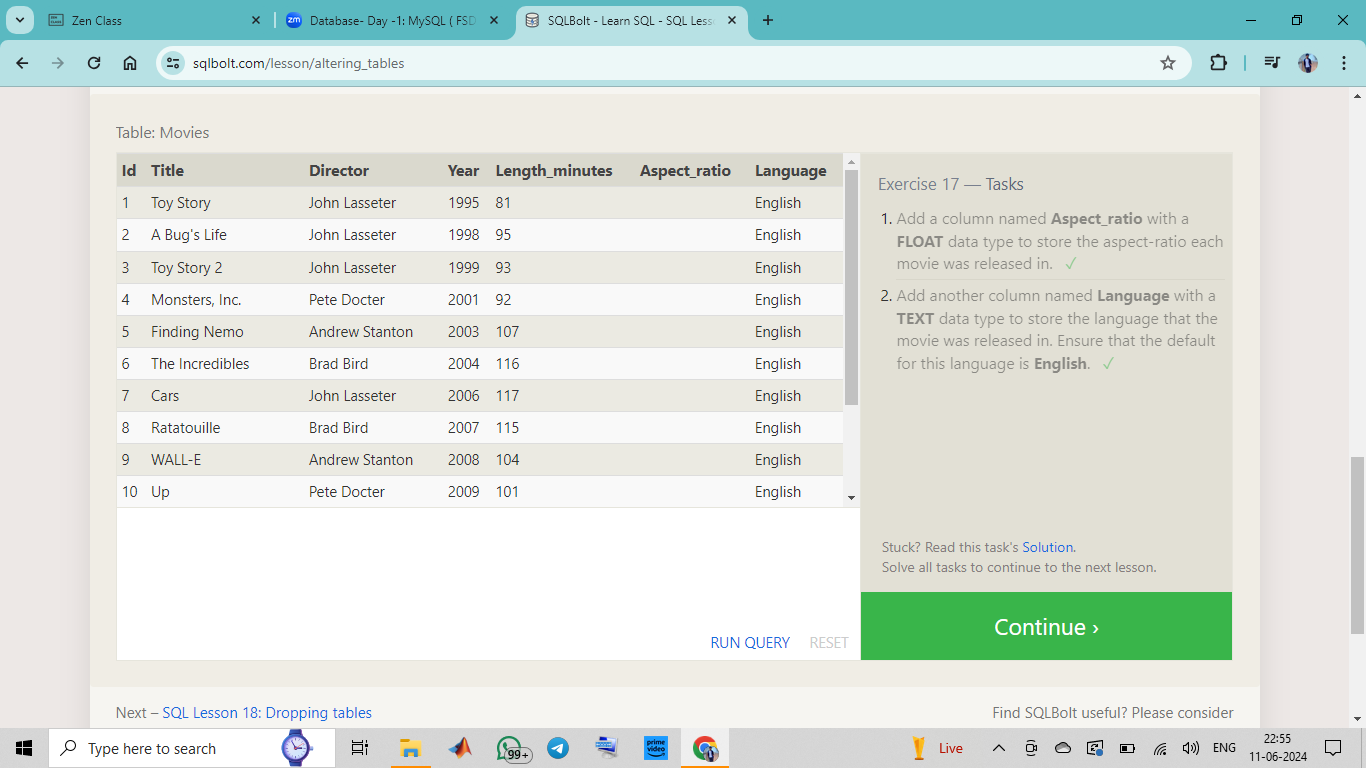 Zen Class
zm Database- Day -1: MySQL ( FSD
SQLBolt - Learn SQL - SQL Less
sqlbolt.com/lesson/altering_tables
Table: Movies
Id Title Director Year Length_minutes Aspect_ratio Language
1 Toy Story John Lasseter 1995 81 English
2 A Bug's Life John Lasseter 1998 95 English
3 Toy Story 2 John Lasseter 1999 93 English
4 Monsters, Inc. Pete Docter 2001 92 English
5 Finding Nemo Andrew Stanton 2003 107 English
6 The Incredibles Brad Bird 2004 116 English
7 Cars John Lasseter 2006 117 English
8 Ratatouille Brad Bird 2007 115 English
9 WALL-E Andrew Stanton 2008 104 English
10 Up Pete Docter 2009 101 English
RUN QUERY RESET
Exercise 17 — Tasks
1. Add a column named Aspect_ratio with a
FLOAT data type to store the aspect-ratio each
movie was released in. ✓
2. Add another column named Language with a
TEXT data type to store the language that the
movie was released in. Ensure that the default
for this language is English. ✓
Stuck? Read this task's Solution.
Solve all tasks to continue to the next lesson.
Continue ›
Next – SQL Lesson 18: Dropping tables
Find SQLBolt useful? Please consider
Type here to search
99+
prime
video
Live
ENG
22:55
11-06-2024